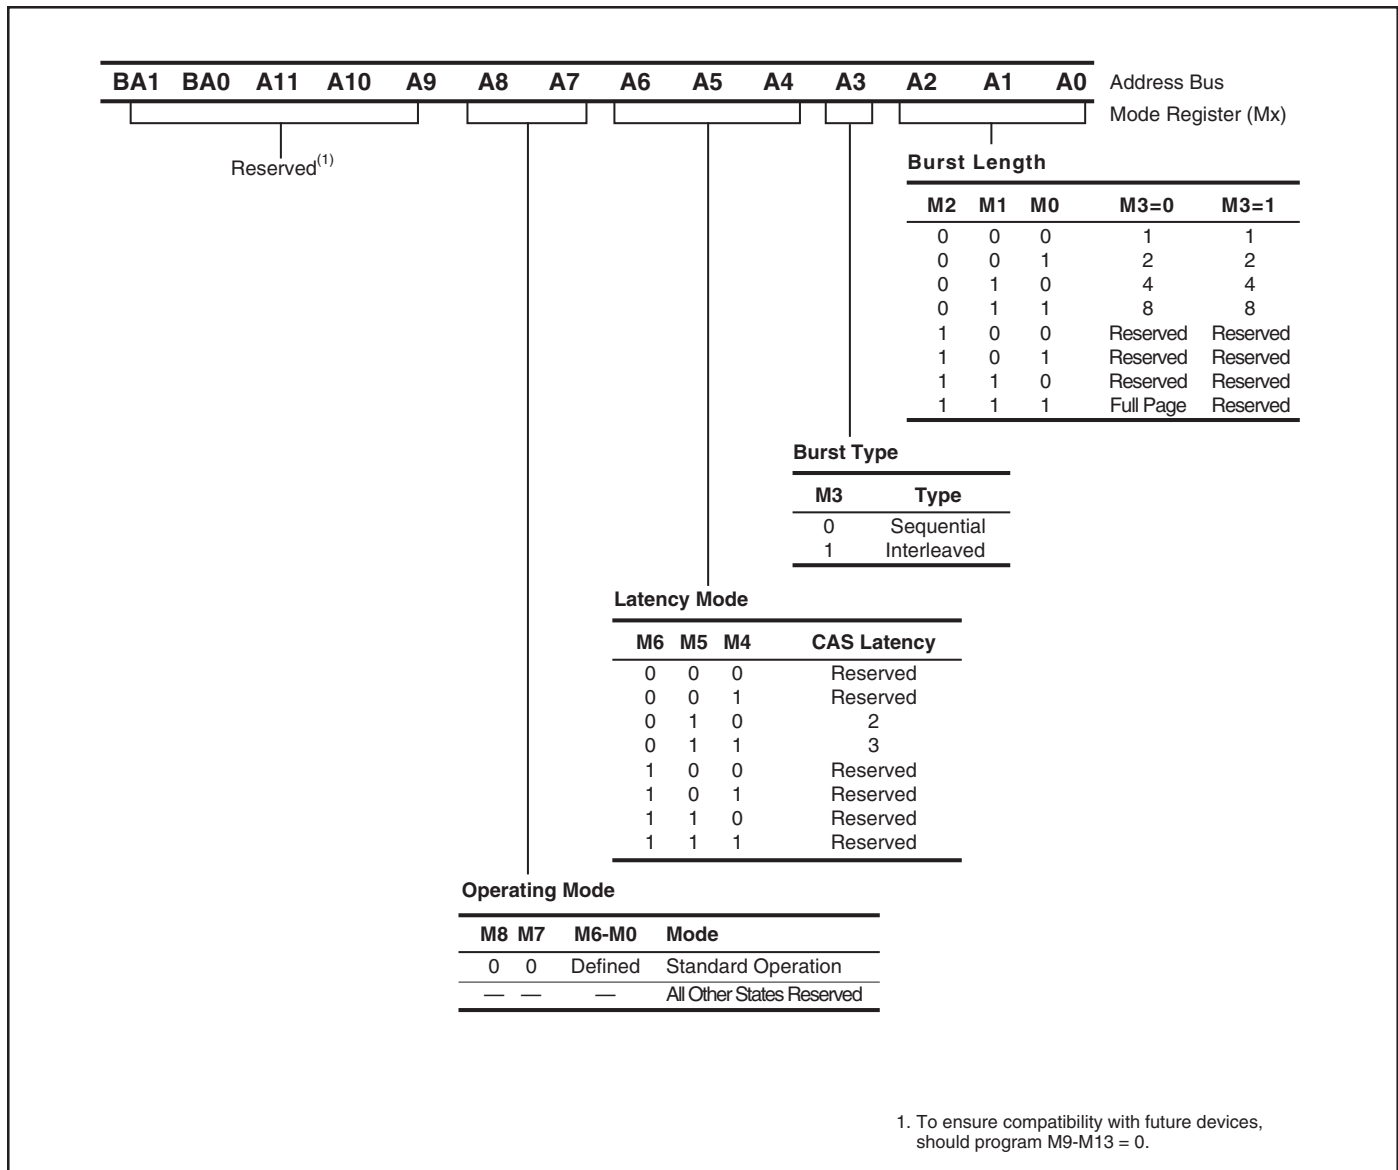 BA1 BA0 A11 A10 A9 A8 A7 A6 A5 A4 A3 A2 A1 A0 Address Bus
Mode Register (Mx)
Reserved(1)
Burst Length
M2 M1 M0 M3=0 M3=1
0 0 0 1 1
0 0 1 2 2
0 1 0 4 4
0 1 1 8 8
1 0 0 Reserved Reserved
1 0 1 Reserved Reserved
1 1 0 Reserved Reserved
1 1 1 Full Page Reserved
Burst Type
M3 Type
0 Sequential
1 Interleaved
Latency Mode
M6 M5 M4 CAS Latency
0 0 0 Reserved
0 0 1 Reserved
0 1 0 2
0 1 1 3
1 0 0 Reserved
1 0 1 Reserved
1 1 0 Reserved
1 1 1 Reserved
Operating Mode
M8 M7 M6-M0 Mode
0 0 Defined Standard Operation
— — — All Other States Reserved
1. To ensure compatibility with future devices,
should program M9-M13 = 0.